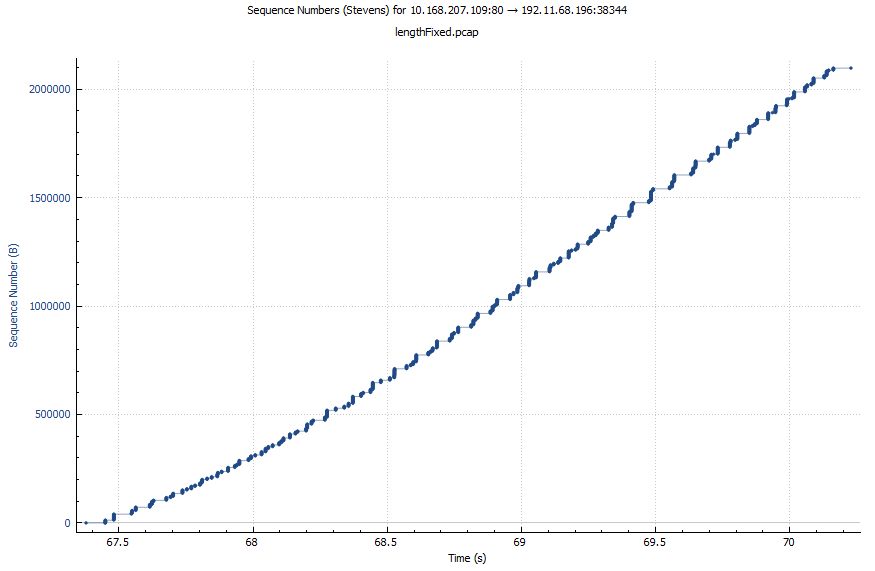 Sequence Numbers (Stevens) for 10.168.207.109:80 → 192.11.68.196:38344
lengthFixed.pcap
Sequence Number (B)
2000000
1500000
1000000
500000
0
67.5
68
68.5
69
69.5
70
Time (s)